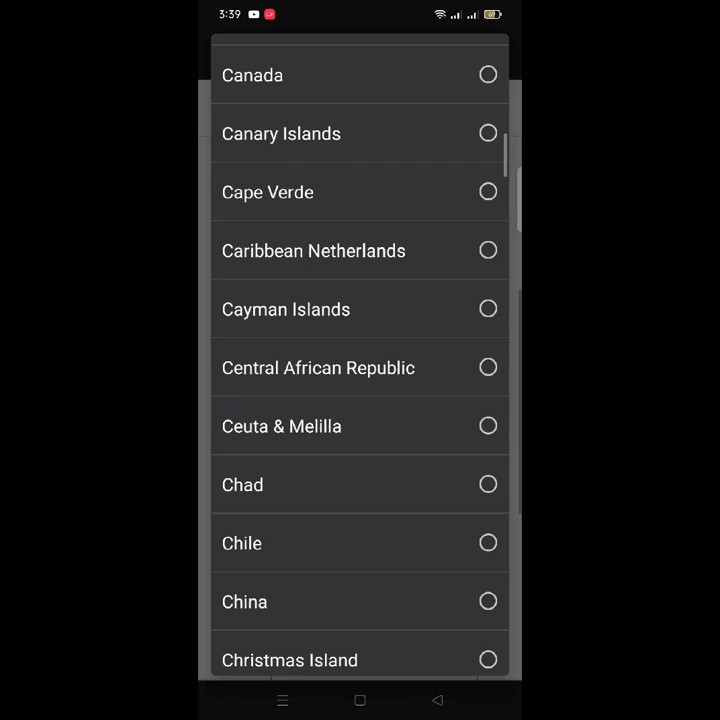 3:39
Canada
Canary Islands
Cape Verde
Caribbean Netherlands
Cayman Islands
Central African Republic
Ceuta & Melilla
Chad
Chile
China
Christmas Island